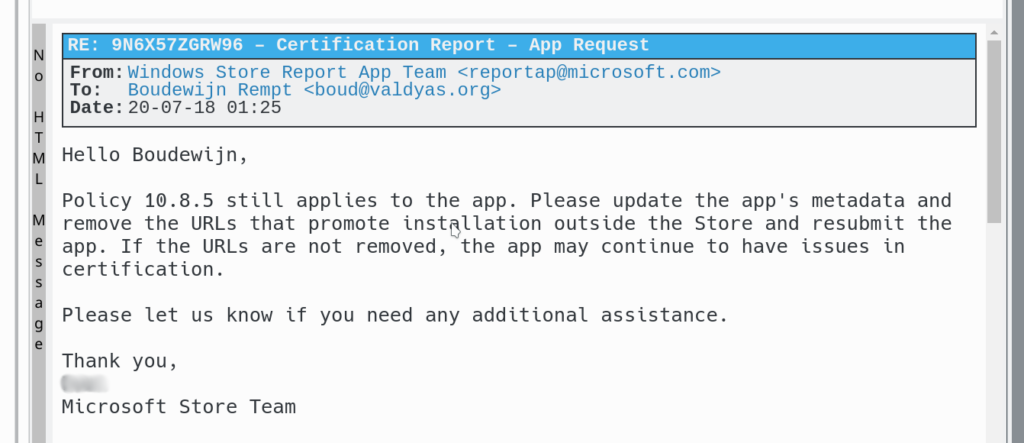 RE: 9N6X57ZGRW96 – Certification Report – App Request
From: Windows Store Report App Team <reportap@microsoft.com>
To: Boudewijn Rempt <boud@valdyas.org>
Date: 20-07-18 01:25
No HTML Message
Hello Boudewijn,
Policy 10.8.5 still applies to the app. Please update the app's metadata and
remove the URLs that promote installation outside the Store and resubmit the
app. If the URLs are not removed, the app may continue to have issues in
certification.
Please let us know if you need any additional assistance.
Thank you,
Microsoft Store Team